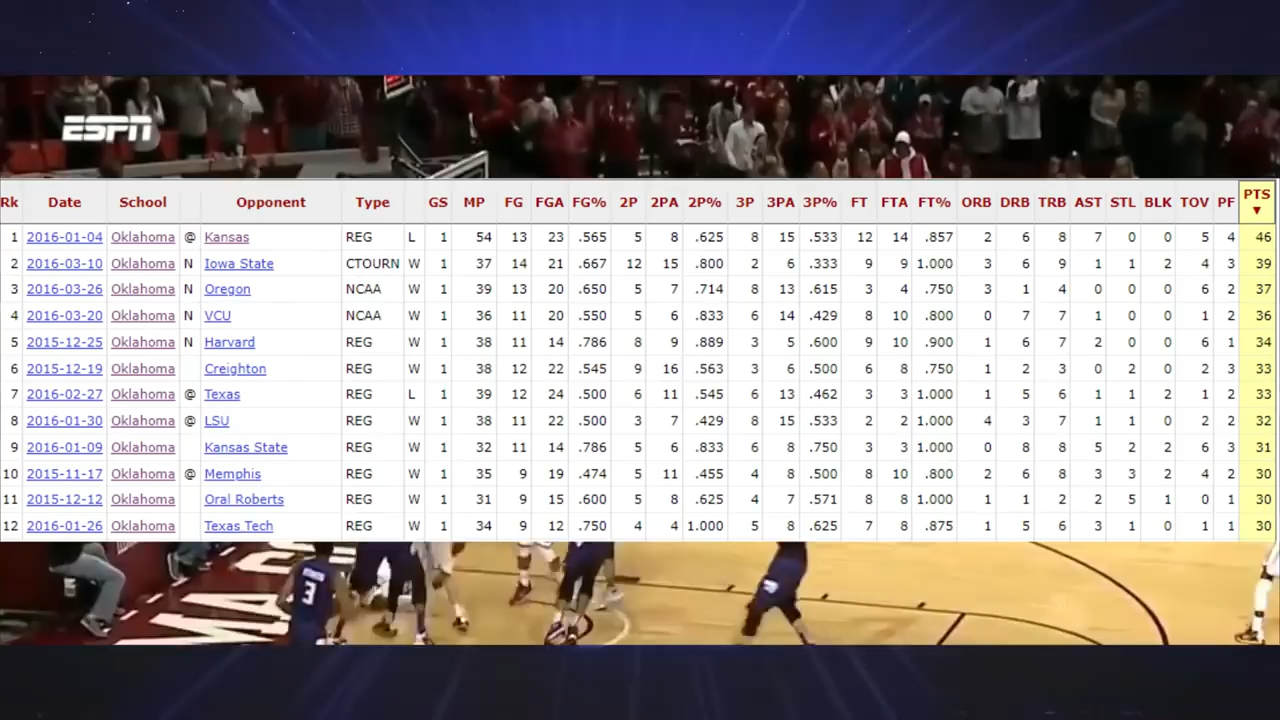 ESPN
Rk Date School Opponent Type GS MP FG FGA FG% 2P 2PA 2P% 3P 3PA 3P% FT FTA FT% ORB DRB TRB AST STL BLK TOV PF PTS ▼
1 2016-01-04 Oklahoma @ Kansas REG L 1 54 13 23 .565 5 8 .625 8 15 .533 12 14 .857 2 6 8 7 0 0 5 4 46
2 2016-03-10 Oklahoma N Iowa State CTOURN W 1 37 14 21 .667 12 15 .800 2 6 .333 9 9 1.000 3 6 9 1 1 2 4 3 39
3 2016-03-26 Oklahoma N Oregon NCAA W 1 39 13 20 .650 5 7 .714 8 13 .615 3 4 .750 3 1 4 0 0 0 6 2 37
4 2016-03-20 Oklahoma N VCU NCAA W 1 36 11 20 .550 5 6 .833 6 14 .429 8 10 .800 0 7 7 1 0 0 1 2 36
5 2015-12-25 Oklahoma N Harvard REG W 1 38 11 14 .786 8 9 .889 3 5 .600 9 10 .900 1 6 7 2 0 0 6 1 34
6 2015-12-19 Oklahoma Creighton REG W 1 38 12 22 .545 9 16 .563 3 6 .500 6 8 .750 1 2 3 0 2 0 2 3 33
7 2016-02-27 Oklahoma @ Texas REG L 1 39 12 24 .500 6 11 .545 6 13 .462 3 3 1.000 1 5 6 1 1 2 1 2 33
8 2016-01-30 Oklahoma @ LSU REG W 1 38 11 22 .500 3 7 .429 8 15 .533 2 2 1.000 4 3 7 1 1 0 2 2 32
9 2016-01-09 Oklahoma Kansas State REG W 1 32 11 14 .786 5 6 .833 6 8 .750 3 3 1.000 0 8 8 5 2 2 6 3 31
10 2015-11-17 Oklahoma @ Memphis REG W 1 35 9 19 .474 5 11 .455 4 8 .500 8 10 .800 2 6 8 3 3 2 4 2 30
11 2015-12-12 Oklahoma Oral Roberts REG W 1 31 9 15 .600 5 8 .625 4 7 .571 8 8 1.000 1 1 2 2 5 1 0 1 30
12 2016-01-26 Oklahoma Texas Tech REG W 1 34 9 12 .750 4 4 1.000 5 8 .625 7 8 .875 1 5 6 3 1 0 1 1 30
3